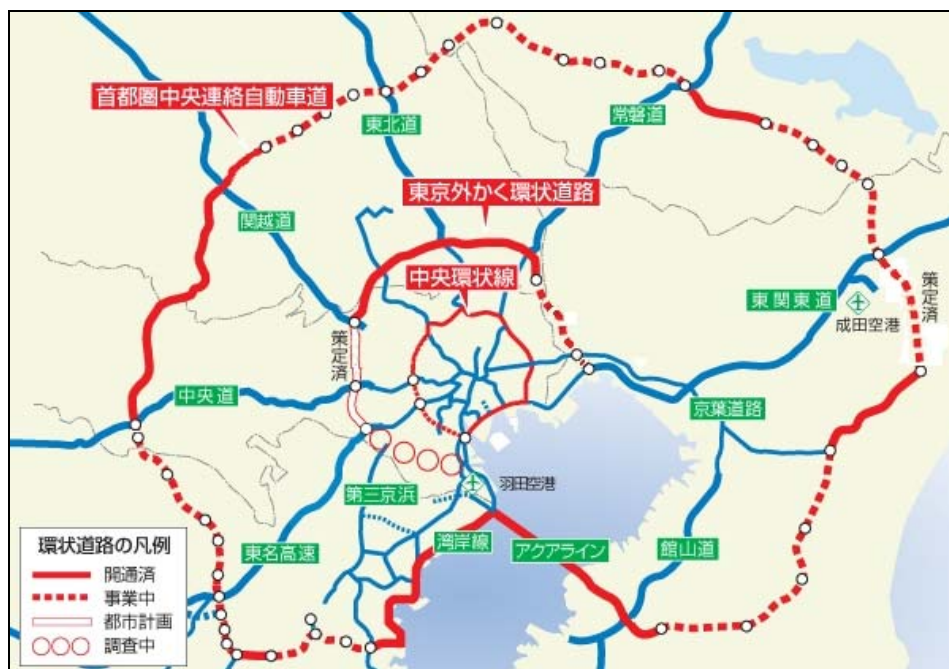 首都圏中央連絡自動車道
東北道
常磐道
東京外かく環状道路
関越道
中央環状線
東関東道
成田空港
策定済
策定済
中央道
京葉道路
第三京浜
羽田空港
東名高速
湾岸線
アクアライン
館山道
環状道路の凡例
開通済
事業中
都市計画
調査中